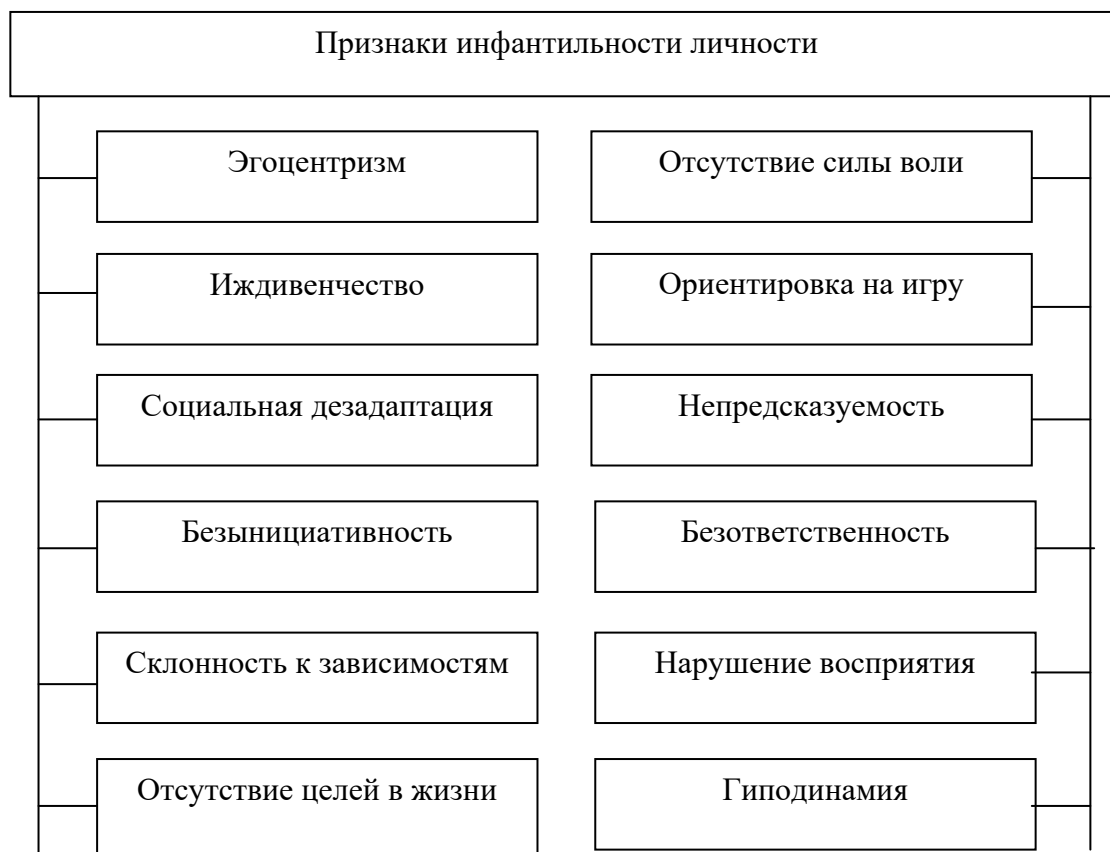 Признаки инфантильности личности
Эгоцентризм
Отсутствие силы воли
Иждивенчество
Ориентировка на игру
Социальная дезадаптация
Непредсказуемость
Безынициативность
Безответственность
Склонность к зависимостям
Нарушение восприятия
Отсутствие целей в жизни
Гиподинамия